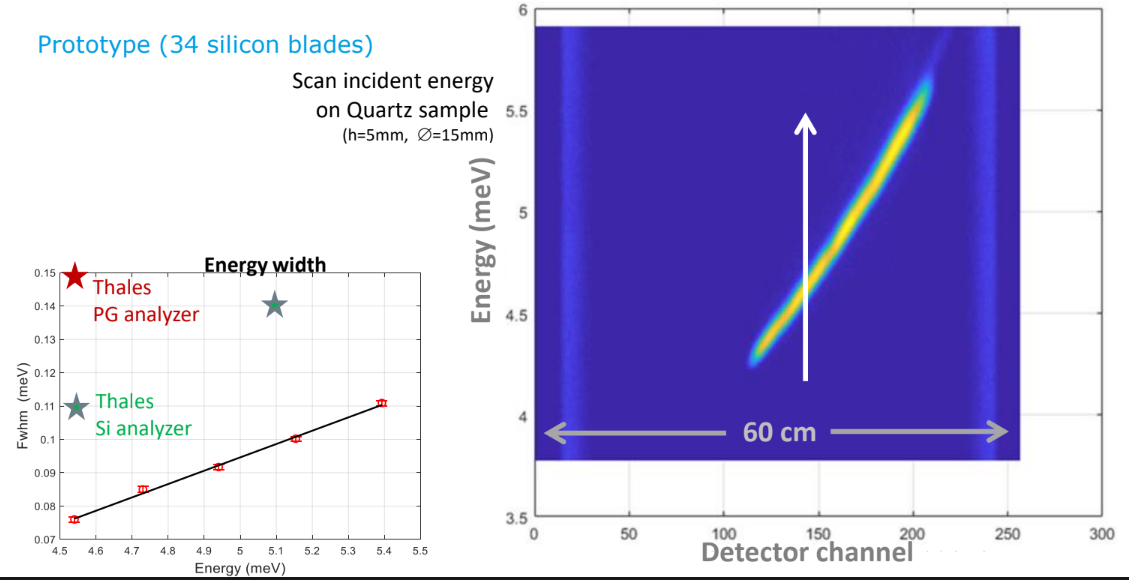 Prototype (34 silicon blades)
Scan incident energy
on Quartz sample
(h=5mm, ∅=15mm)
Energy width
Thales
PG analyzer
Thales
Si analyzer
Fwhm (meV)
0.15
0.14
0.13
0.12
0.11
0.1
0.09
0.08
0.07
4.5 4.6 4.7 4.8 4.9 5 5.1 5.2 5.3 5.4 5.5
Energy (meV)
Energy (meV)
6
5.5
5
4.5
4
3.5
60 cm
0 50 100 150 200 250 300
Detector channel